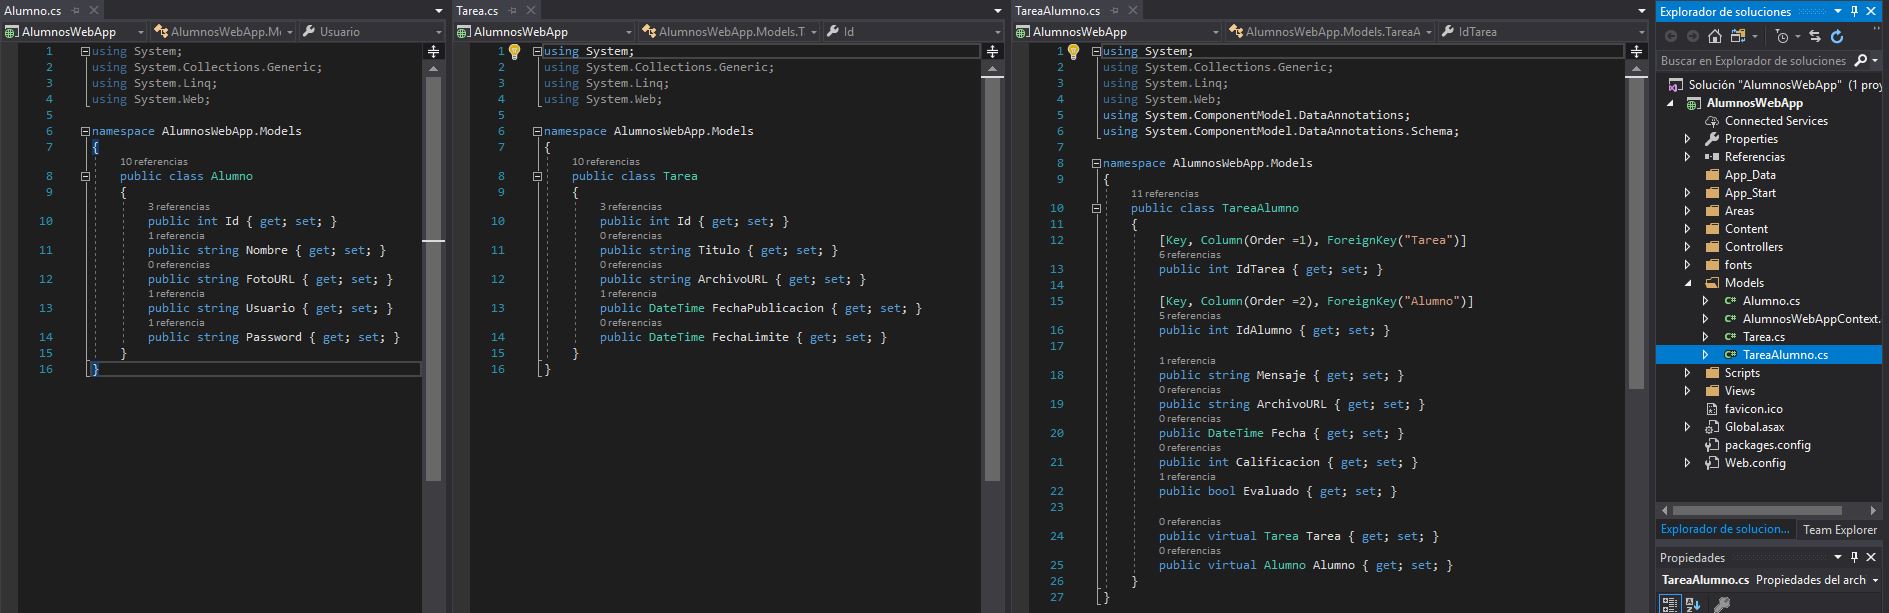 Alumno.cs
AlumnosWebApp
AlumnosWebApp.M
Usuario
1 using System;
2 using System.Collections.Generic;
3 using System.Linq;
4 using System.Web;
5
6 namespace AlumnosWebApp.Models
7 {
10 referencias
8 public class Alumno
9 {
3 referencias
10 public int Id { get; set; }
1 referencia
11 public string Nombre { get; set; }
0 referencias
12 public string FotoURL { get; set; }
1 referencia
13 public string Usuario { get; set; }
1 referencia
14 public string Password { get; set; }
15 }
16 }
Tarea.cs
AlumnosWebApp
AlumnosWebApp.Models.T
Id
1 using System;
2 using System.Collections.Generic;
3 using System.Linq;
4 using System.Web;
5
6 namespace AlumnosWebApp.Models
7 {
10 referencias
8 public class Tarea
9 {
3 referencias
10 public int Id { get; set; }
0 referencias
11 public string Titulo { get; set; }
0 referencias
12 public string ArchivoURL { get; set; }
1 referencia
13 public DateTime FechaPublicacion { get; set; }
0 referencias
14 public DateTime FechaLimite { get; set; }
15 }
16 }
TareaAlumno.cs
AlumnosWebApp
AlumnosWebApp.Models.TareaA
IdTarea
1 using System;
2 using System.Collections.Generic;
3 using System.Linq;
4 using System.Web;
5 using System.ComponentModel.DataAnnotations;
6 using System.ComponentModel.DataAnnotations.Schema;
7
8 namespace AlumnosWebApp.Models
9 {
11 referencias
10 public class TareaAlumno
11 {
12 [Key, Column(Order =1), ForeignKey("Tarea")]
6 referencias
13 public int IdTarea { get; set; }
14
15 [Key, Column(Order =2), ForeignKey("Alumno")]
5 referencias
16 public int IdAlumno { get; set; }
17
1 referencia
18 public string Mensaje { get; set; }
0 referencias
19 public string ArchivoURL { get; set; }
0 referencias
20 public DateTime Fecha { get; set; }
0 referencias
21 public int Calificacion { get; set; }
1 referencia
22 public bool Evaluado { get; set; }
23
0 referencias
24 public virtual Tarea Tarea { get; set; }
0 referencias
25 public virtual Alumno Alumno { get; set; }
26 }
27 }
Explorador de soluciones
Buscar en Explorador de soluciones
Solución "AlumnosWebApp" (1 proy
AlumnosWebApp
Connected Services
Properties
Referencias
App_Data
App_Start
Areas
Content
Controllers
fonts
Models
C# Alumno.cs
C# AlumnosWebAppContext.
C# Tarea.cs
C# TareaAlumno.cs
Scripts
Views
favicon.ico
Global.asax
packages.config
Web.config
Explorador de solucion...
Team Explorer
Propiedades
TareaAlumno.cs Propiedades del arch